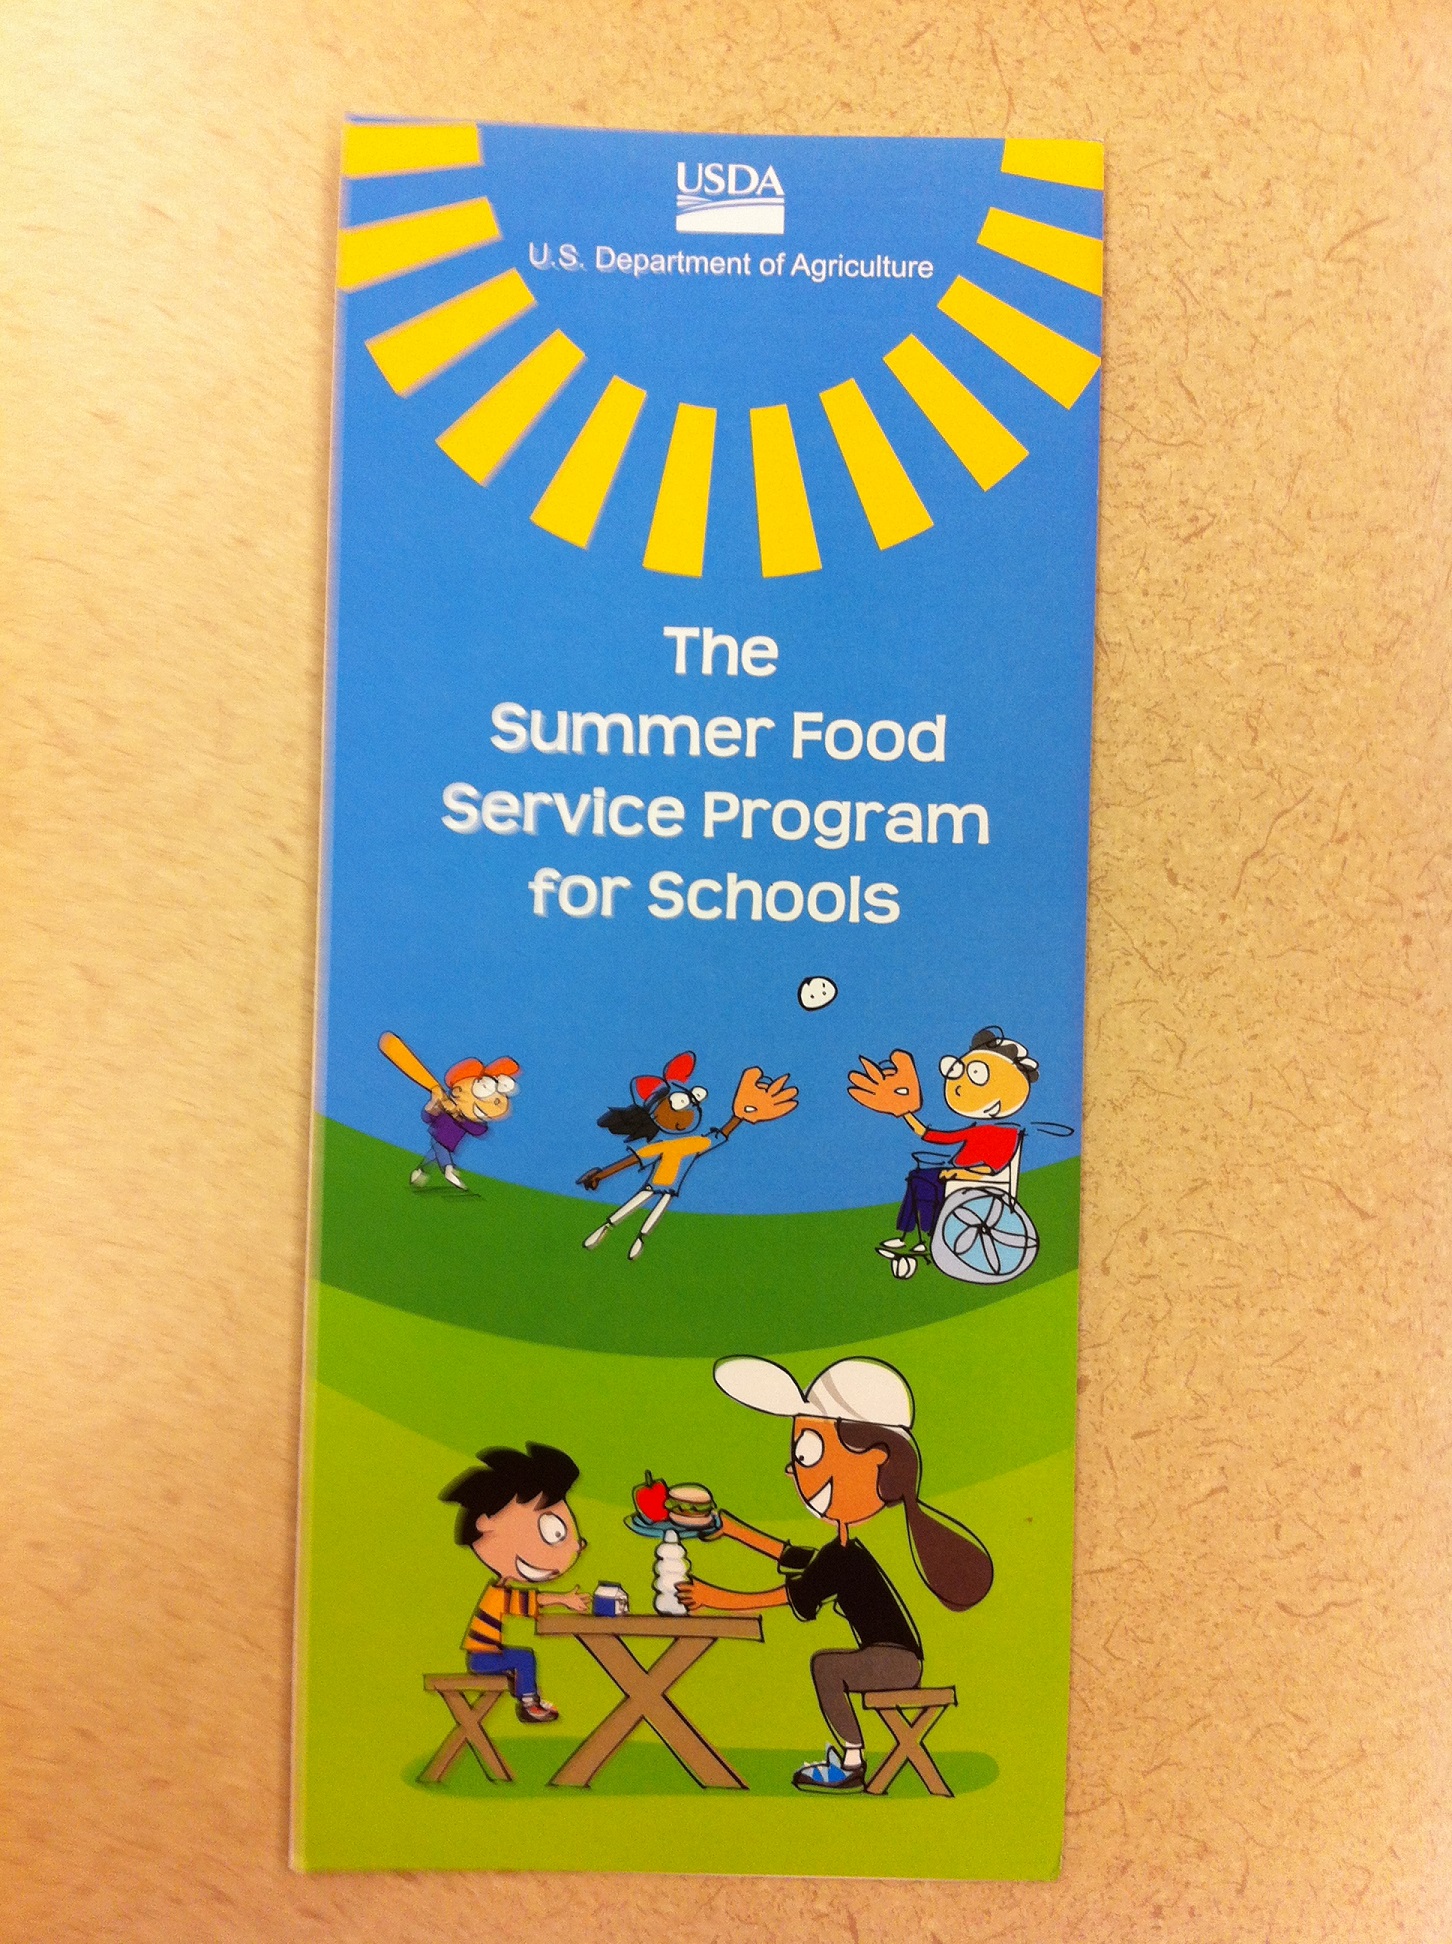 USDA
U.S. Department of Agriculture
The
Summer Food
Service Program
for Schools